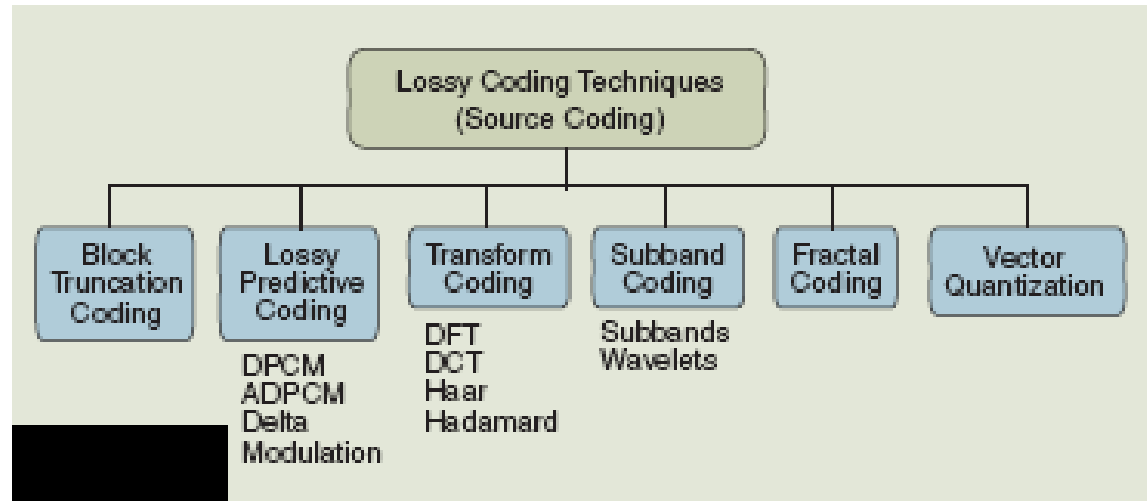 Lossy Coding Techniques
(Source Coding)
Block
Truncation
Coding
Lossy
Predictive
Coding
Transform
Coding
Subband
Coding
Fractal
Coding
Vector
Quantization
DPCM
ADPCM
Delta
Modulation
DFT
DCT
Haar
Hadamard
Subbands
Wavelets